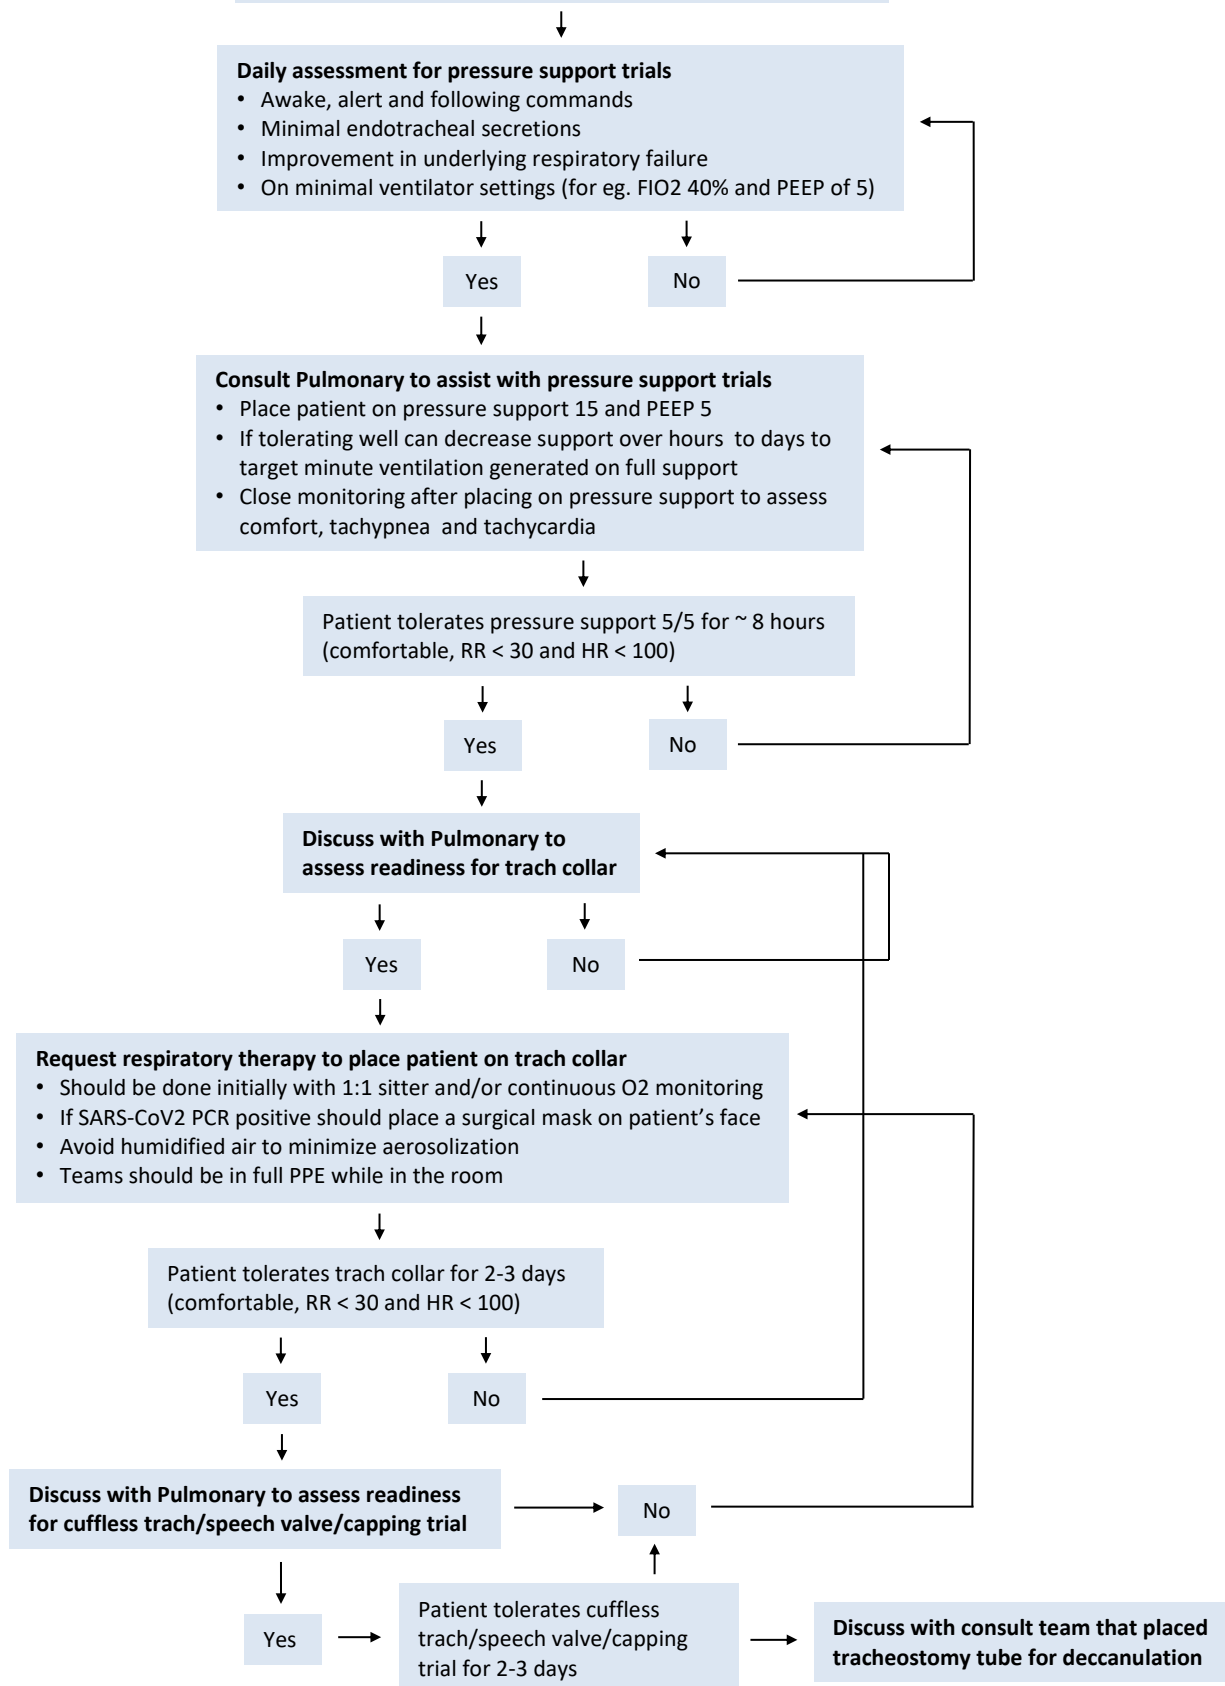 Daily assessment for pressure support trials
• Awake, alert and following commands
• Minimal endotracheal secretions
• Improvement in underlying respiratory failure
• On minimal ventilator settings (for eg. FIO2 40% and PEEP of 5)
Yes
No
Consult Pulmonary to assist with pressure support trials
• Place patient on pressure support 15 and PEEP 5
• If tolerating well can decrease support over hours to days to
target minute ventilation generated on full support
• Close monitoring after placing on pressure support to assess
comfort, tachypnea and tachycardia
Patient tolerates pressure support 5/5 for ~ 8 hours
(comfortable, RR < 30 and HR < 100)
Yes
No
Discuss with Pulmonary to
assess readiness for trach collar
Yes
No
Request respiratory therapy to place patient on trach collar
• Should be done initially with 1:1 sitter and/or continuous O2 monitoring
• If SARS-CoV2 PCR positive should place a surgical mask on patient’s face
• Avoid humidified air to minimize aerosolization
• Teams should be in full PPE while in the room
Patient tolerates trach collar for 2-3 days
(comfortable, RR < 30 and HR < 100)
Yes
No
Discuss with Pulmonary to assess readiness
for cuffless trach/speech valve/capping trial
No
Yes
Patient tolerates cuffless
trach/speech valve/capping
trial for 2-3 days
Discuss with consult team that placed
tracheostomy tube for deccanulation